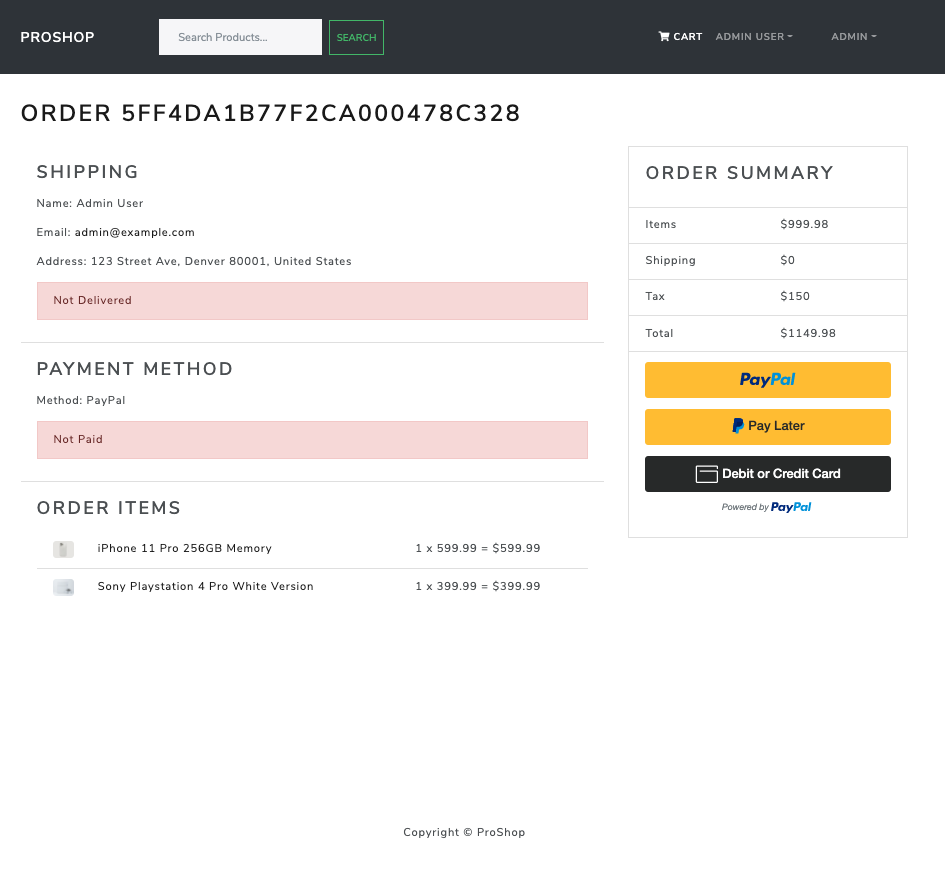 PROSHOP
Search Products...
SEARCH
CART
ADMIN USER
ADMIN
ORDER 5FF4DA1B77F2CA000478C328
SHIPPING
Name: Admin User
Email: admin@example.com
Address: 123 Street Ave, Denver 80001, United States
Not Delivered
PAYMENT METHOD
Method: PayPal
Not Paid
ORDER ITEMS
iPhone 11 Pro 256GB Memory 1 x 599.99 = $599.99
Sony Playstation 4 Pro White Version 1 x 399.99 = $399.99
ORDER SUMMARY
Items $999.98
Shipping $0
Tax $150
Total $1149.98
PayPal
Pay Later
Debit or Credit Card
Powered by PayPal
Copyright © ProShop